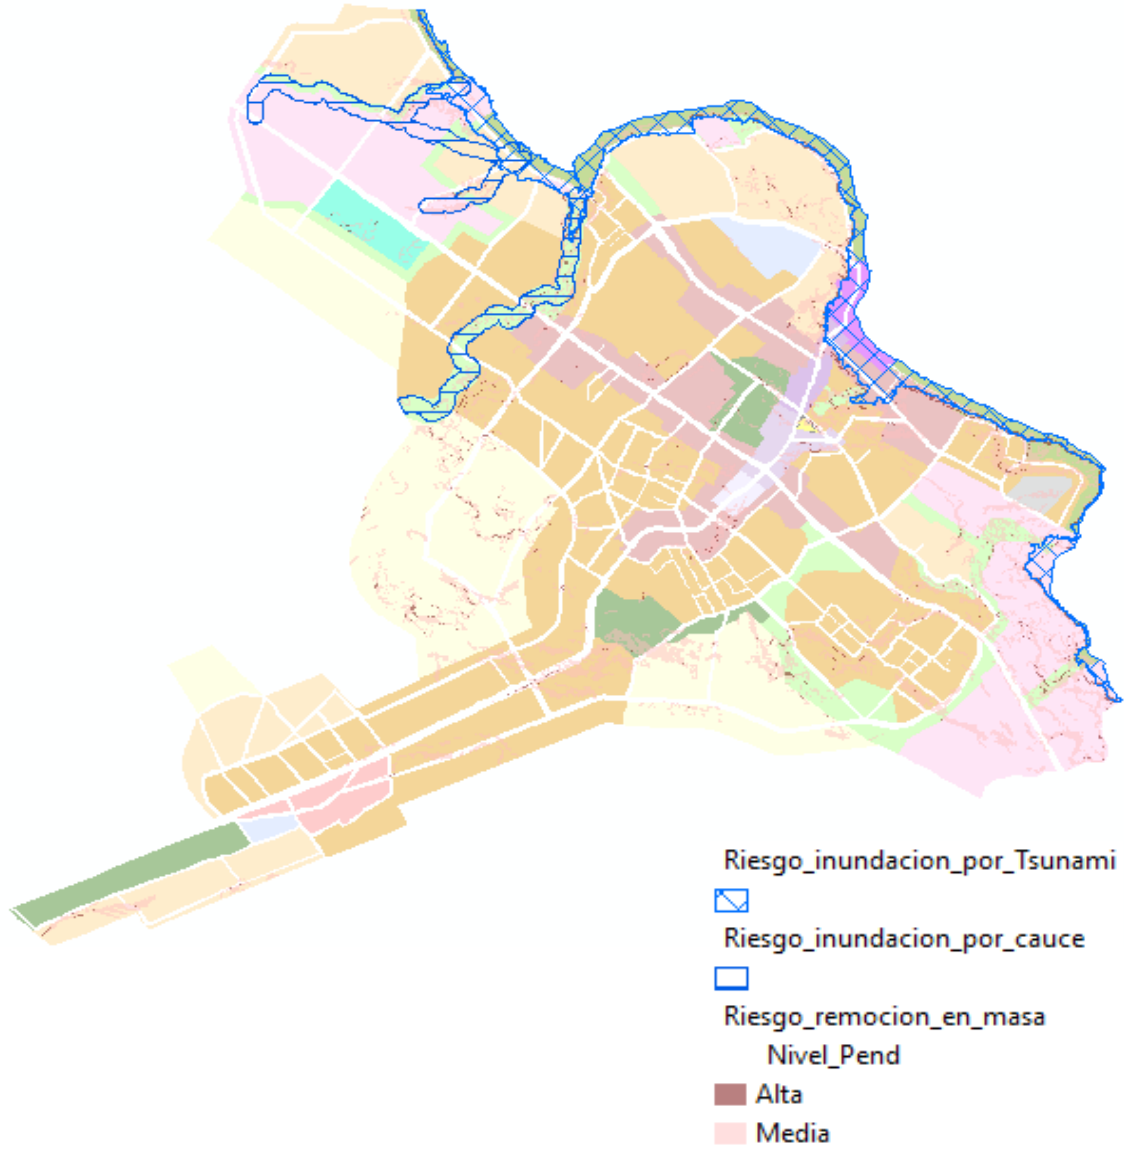 Riesgo_inundacion_por_Tsunami
Riesgo_inundacion_por_cauce
Riesgo_remocion_en_masa
Nivel_Pend
Alta
Media